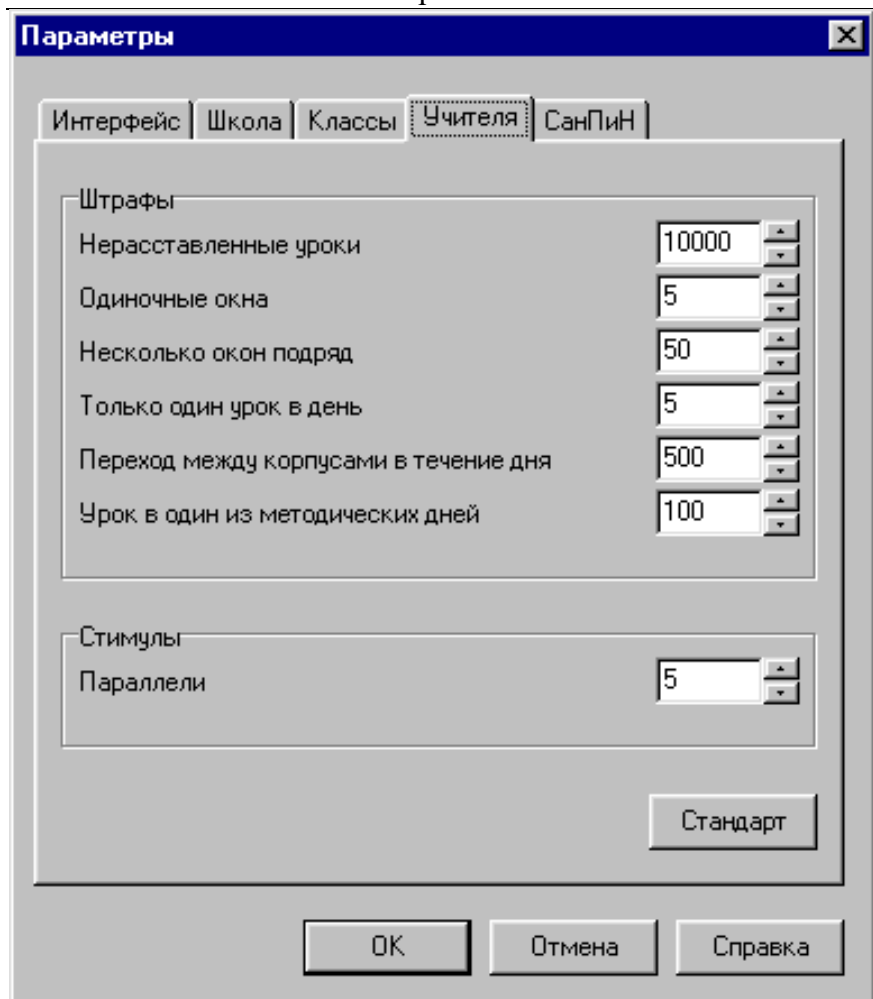 Параметры
Интерфейс Школа Классы Учителя СанПиН
Штрафы
Нерасставленные уроки 10000
Одиночные окна 5
Несколько окон подряд 50
Только один урок в день 5
Переход между корпусами в течение дня 500
Урок в один из методических дней 100
Стимулы
Параллели 5
Стандарт
OK Отмена Справка